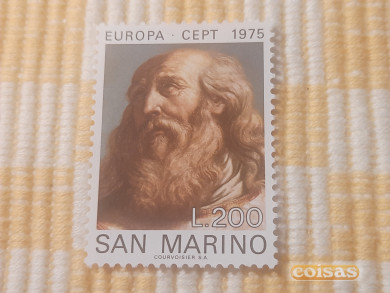 EUROPA · CEPT 1975
L.200
SAN MARINO
COURVOISIER S.A.
coisas